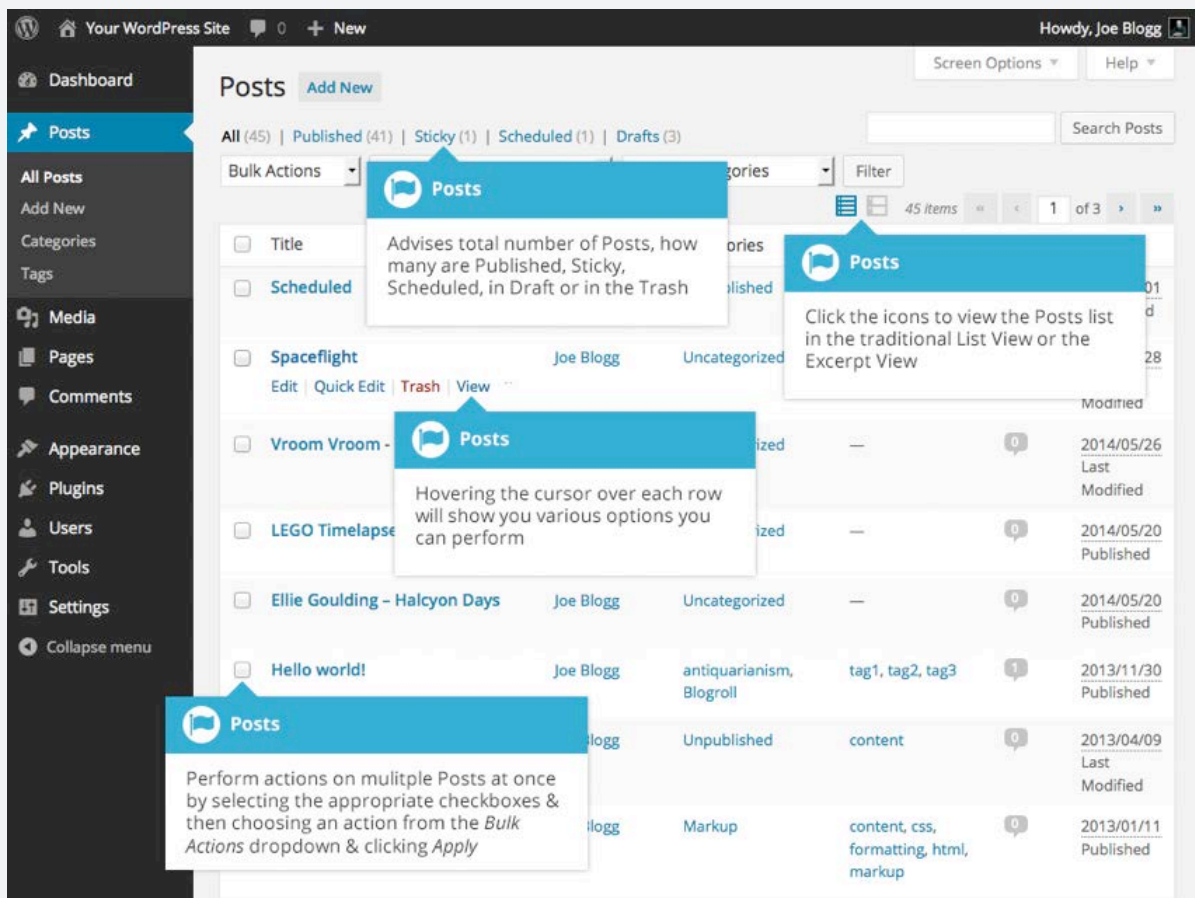 Your WordPress Site 0 + New Howdy, Joe Blogg
Dashboard
Posts
All Posts
Add New
Categories
Tags
Media
Pages
Comments
Appearance
Plugins
Users
Tools
Settings
Collapse menu
Screen Options Help
Posts Add New
All (45) | Published (41) | Sticky (1) | Scheduled (1) | Drafts (3) Search Posts
Bulk Actions Filter
45 items « ‹ 1 of 3 › »
Posts
Advises total number of Posts, how
many are Published, Sticky,
Scheduled, in Draft or in the Trash
Posts
Click the icons to view the Posts list
in the traditional List View or the
Excerpt View
Title
Scheduled
Spaceflight Joe Blogg Uncategorized
Edit | Quick Edit | Trash | View
Modified
Posts
Hovering the cursor over each row
will show you various options you
can perform
Vroom Vroom - — 0 2014/05/26
Last
Modified
LEGO Timelapse — 0 2014/05/20
Published
Ellie Goulding – Halcyon Days Joe Blogg Uncategorized — 0 2014/05/20
Published
Hello world! Joe Blogg antiquarianism, tag1, tag2, tag3 1 2013/11/30
Blogroll Published
Posts
Perform actions on mulitple Posts at once
by selecting the appropriate checkboxes &
then choosing an action from the Bulk
Actions dropdown & clicking Apply
Unpublished content 0 2013/04/09
Last
Modified
Markup content, css, 0 2013/01/11
formatting, html, Published
markup